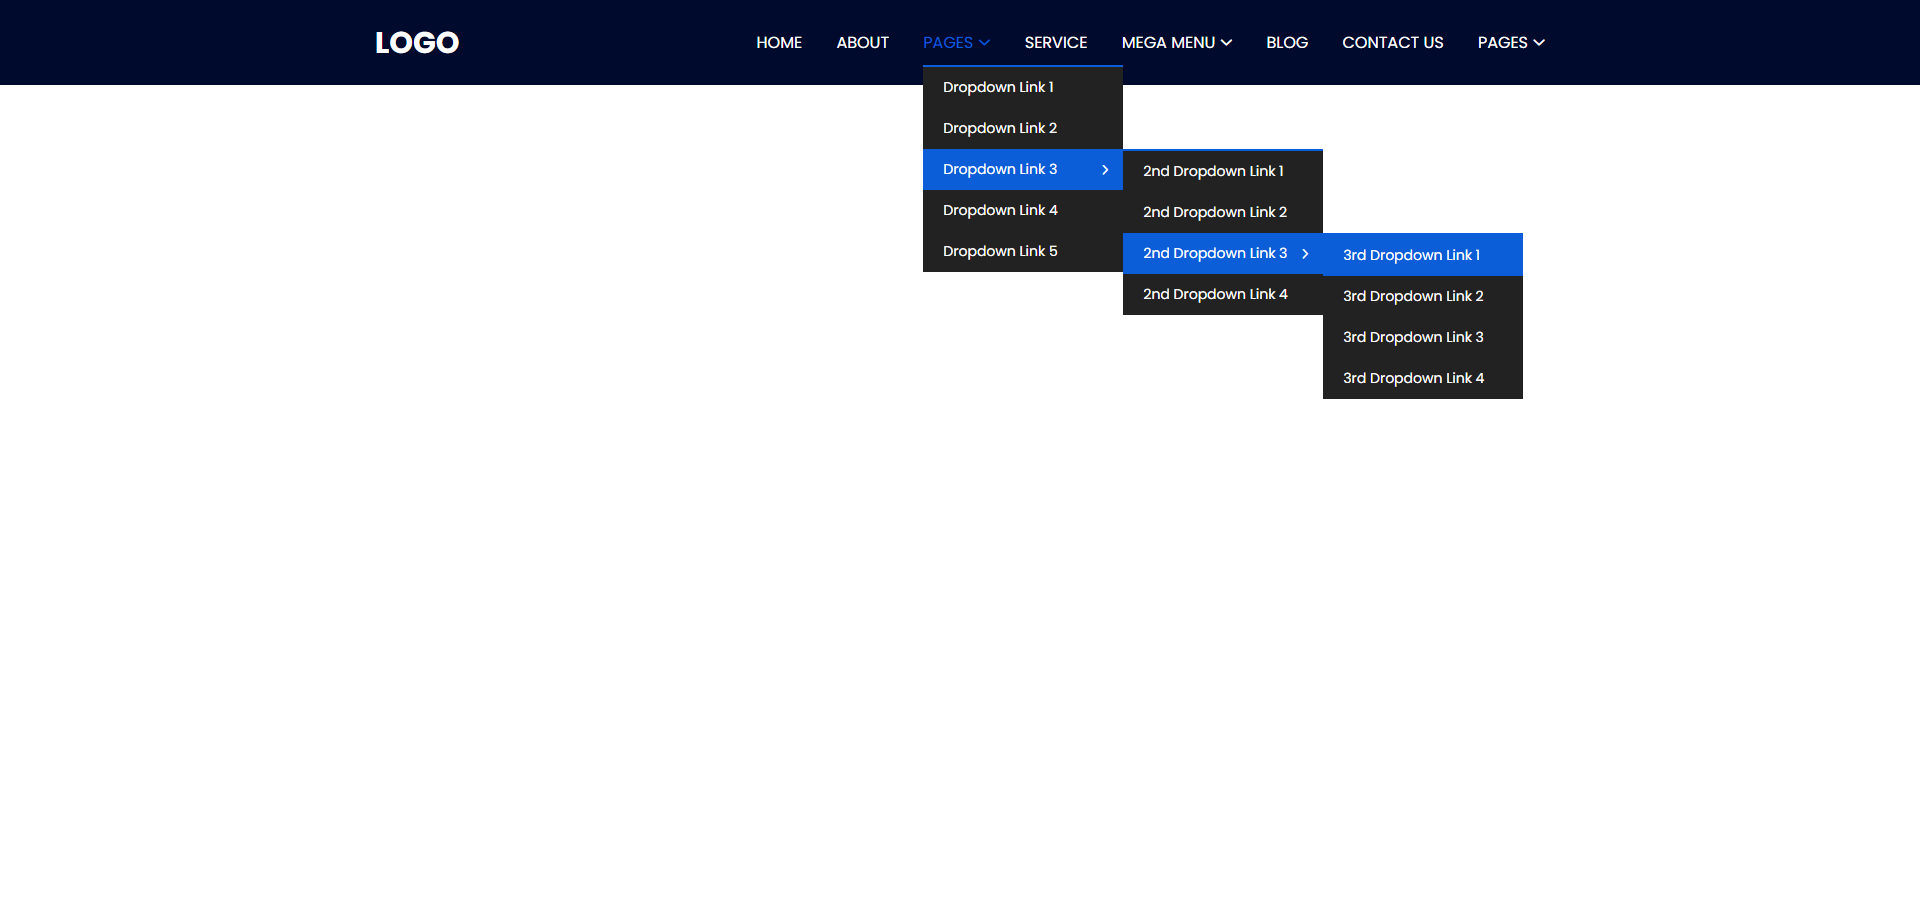 LOGO
HOME ABOUT PAGES SERVICE MEGA MENU BLOG CONTACT US PAGES
Dropdown Link 1
Dropdown Link 2
Dropdown Link 3
Dropdown Link 4
Dropdown Link 5
2nd Dropdown Link 1
2nd Dropdown Link 2
2nd Dropdown Link 3
2nd Dropdown Link 4
3rd Dropdown Link 1
3rd Dropdown Link 2
3rd Dropdown Link 3
3rd Dropdown Link 4